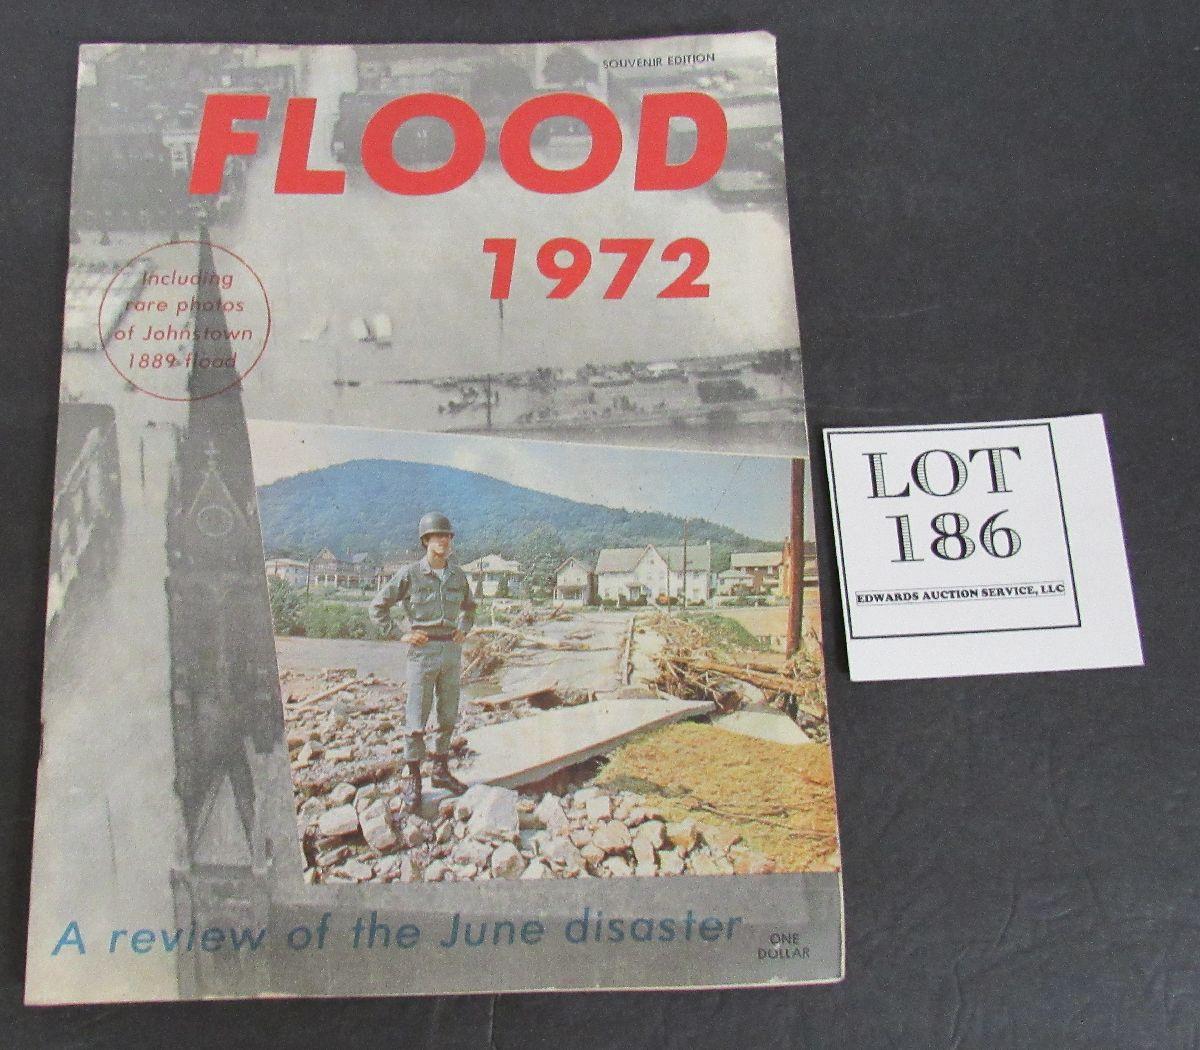 SOUVENIR EDITION
FLOOD
1972
Including
rare photos
of Johnstown
1889 flood
A review of the June disaster
ONE
DOLLAR
LOT
186
EDWARDS AUCTION SERVICE, LLC